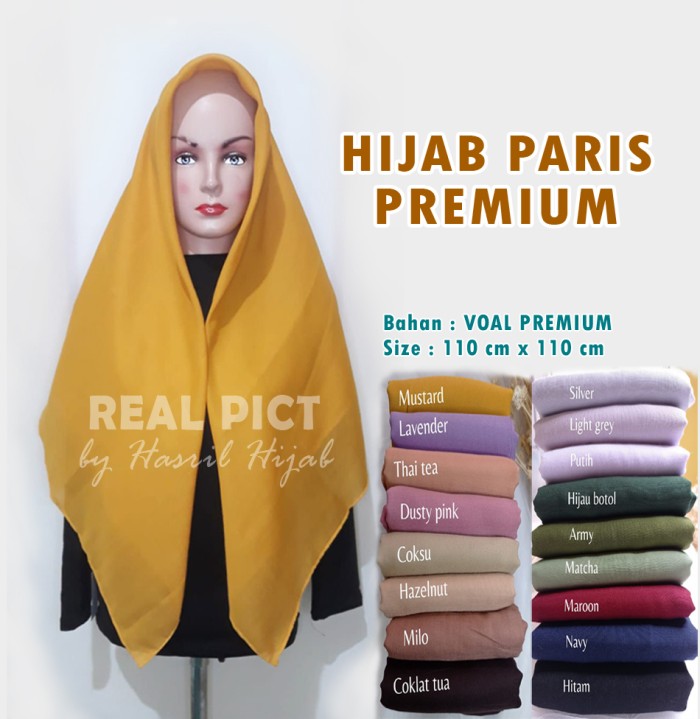 HIJAB PARIS
PREMIUM
Bahan : VOAL PREMIUM
Size : 110 cm x 110 cm
REAL PICT
by Hasril Hijab
Mustard
Lavender
Thai tea
Dusty pink
Coksu
Hazelnut
Milo
Coklat tua
Silver
Light grey
Putih
Hijau botol
Army
Matcha
Maroon
Navy
Hitam